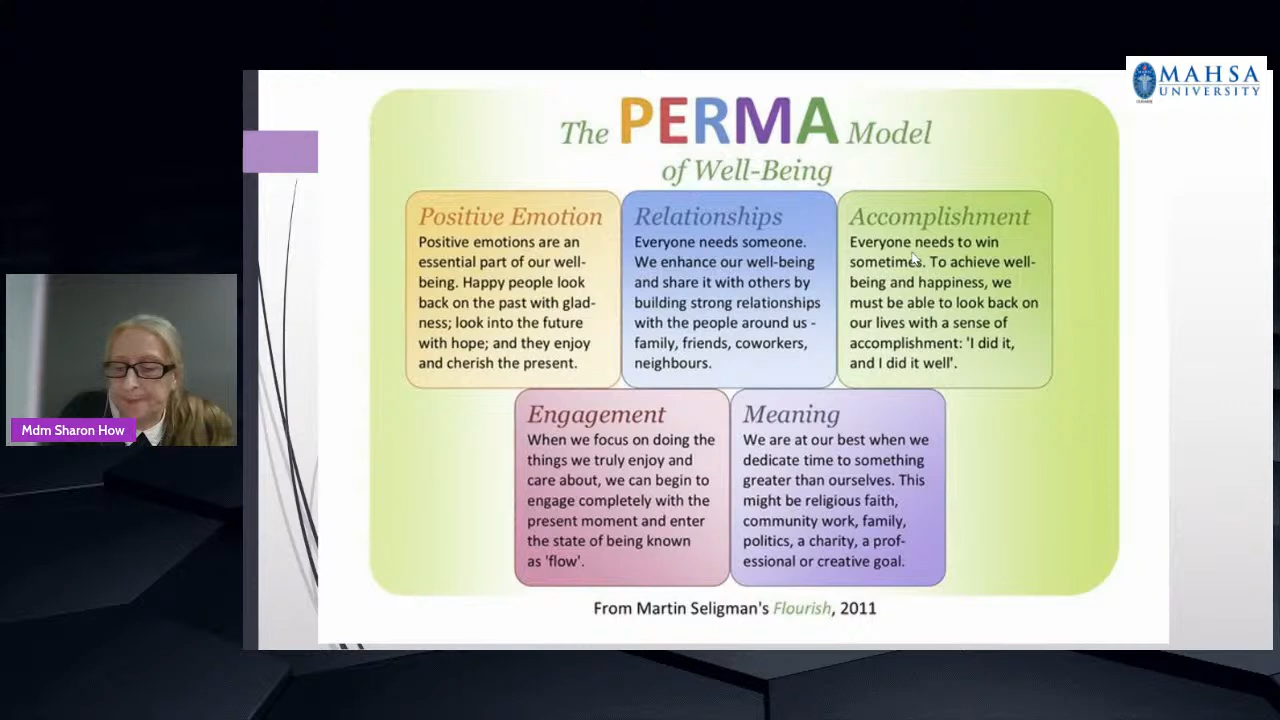 MAHSA
UNIVERSITY
The PERMA Model
of Well-Being
Positive Emotion
Positive emotions are an
essential part of our well-
being. Happy people look
back on the past with glad-
ness; look into the future
with hope; and they enjoy
and cherish the present.
Relationships
Everyone needs someone.
We enhance our well-being
and share it with others by
building strong relationships
with the people around us -
family, friends, coworkers,
neighbours.
Accomplishment
Everyone needs to win
sometimes. To achieve well-
being and happiness, we
must be able to look back on
our lives with a sense of
accomplishment: 'I did it,
and I did it well'.
Engagement
When we focus on doing the
things we truly enjoy and
care about, we can begin to
engage completely with the
present moment and enter
the state of being known
as 'flow'.
Meaning
We are at our best when we
dedicate time to something
greater than ourselves. This
might be religious faith,
community work, family,
politics, a charity, a prof-
essional or creative goal.
From Martin Seligman's Flourish, 2011
Mdm Sharon How